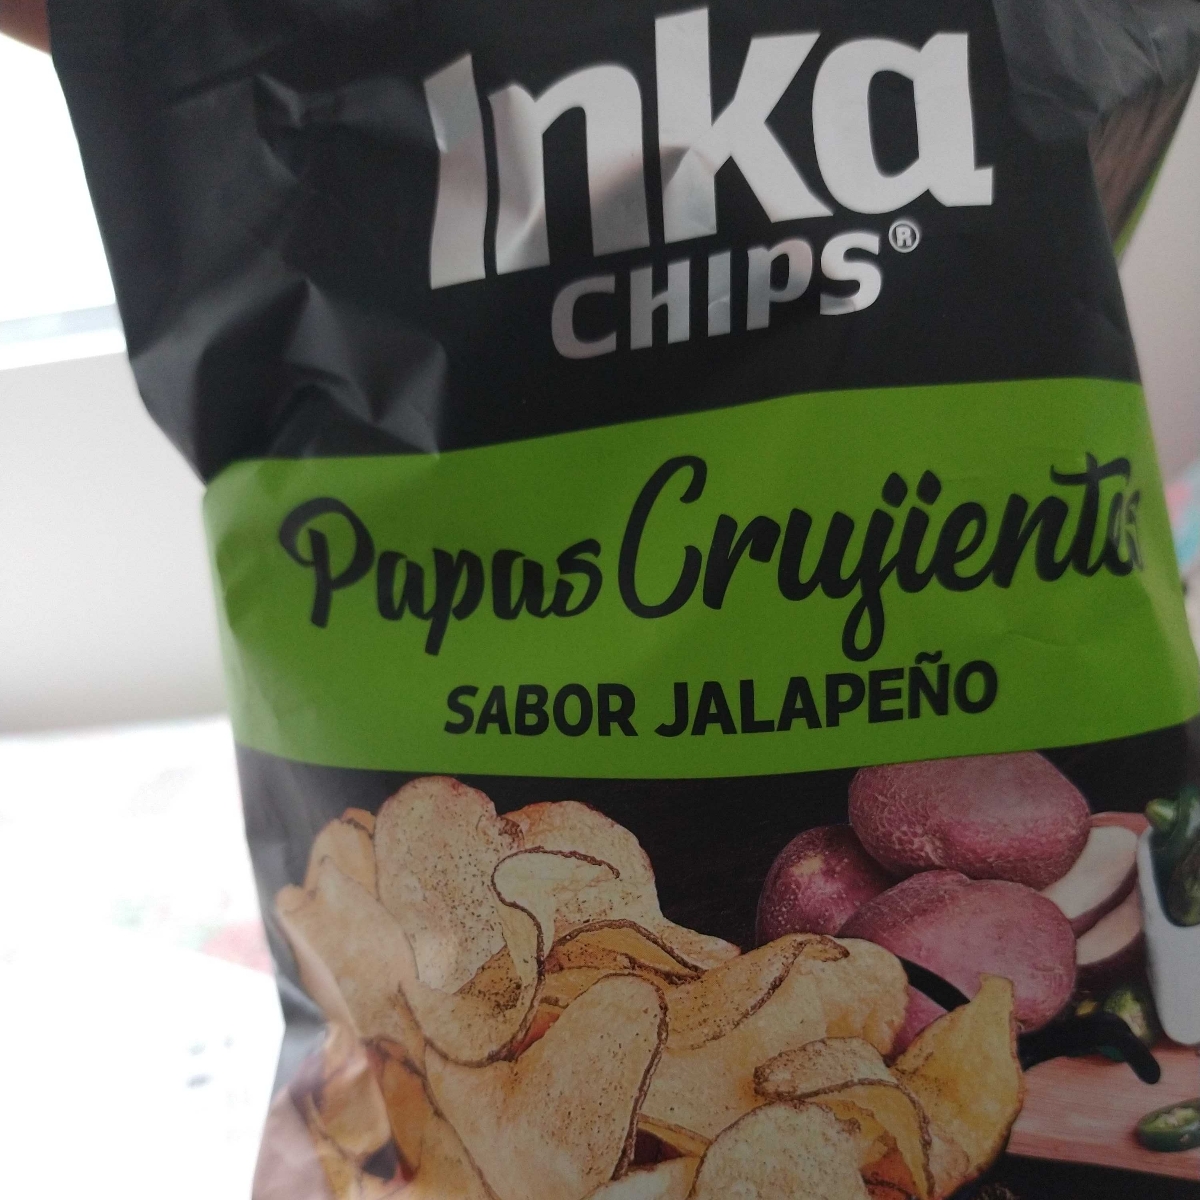 Inka
CHIPS®
Papas Crujientes
SABOR JALAPEÑO